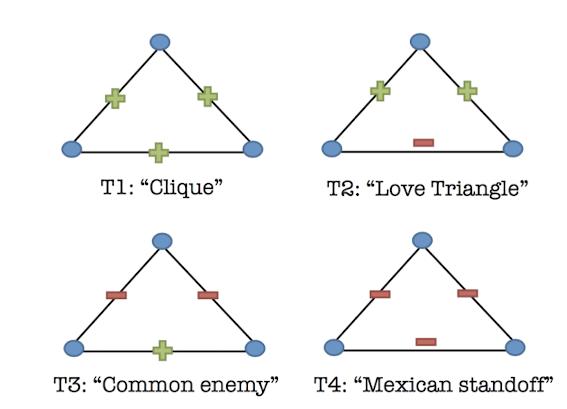 T1: “Clique”
T2: “Love Triangle”
T3: “Common enemy”
T4: “Mexican standoff”